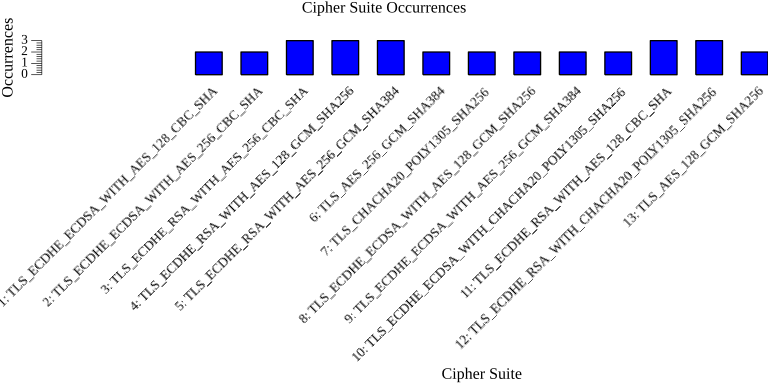 Cipher Suite Occurrences
Occurrences
3
2
1
0
1: TLS_ECDHE_ECDSA_WITH_AES_128_CBC_SHA
2: TLS_ECDHE_ECDSA_WITH_AES_256_CBC_SHA
3: TLS_ECDHE_RSA_WITH_AES_256_CBC_SHA
4: TLS_ECDHE_RSA_WITH_AES_128_GCM_SHA256
5: TLS_ECDHE_RSA_WITH_AES_256_GCM_SHA384
6: TLS_AES_256_GCM_SHA384
7: TLS_CHACHA20_POLY1305_SHA256
8: TLS_ECDHE_ECDSA_WITH_AES_128_GCM_SHA256
9: TLS_ECDHE_ECDSA_WITH_AES_256_GCM_SHA384
10: TLS_ECDHE_ECDSA_WITH_CHACHA20_POLY1305_SHA256
11: TLS_ECDHE_RSA_WITH_AES_128_CBC_SHA
12: TLS_ECDHE_RSA_WITH_CHACHA20_POLY1305_SHA256
13: TLS_AES_128_GCM_SHA256
Cipher Suite